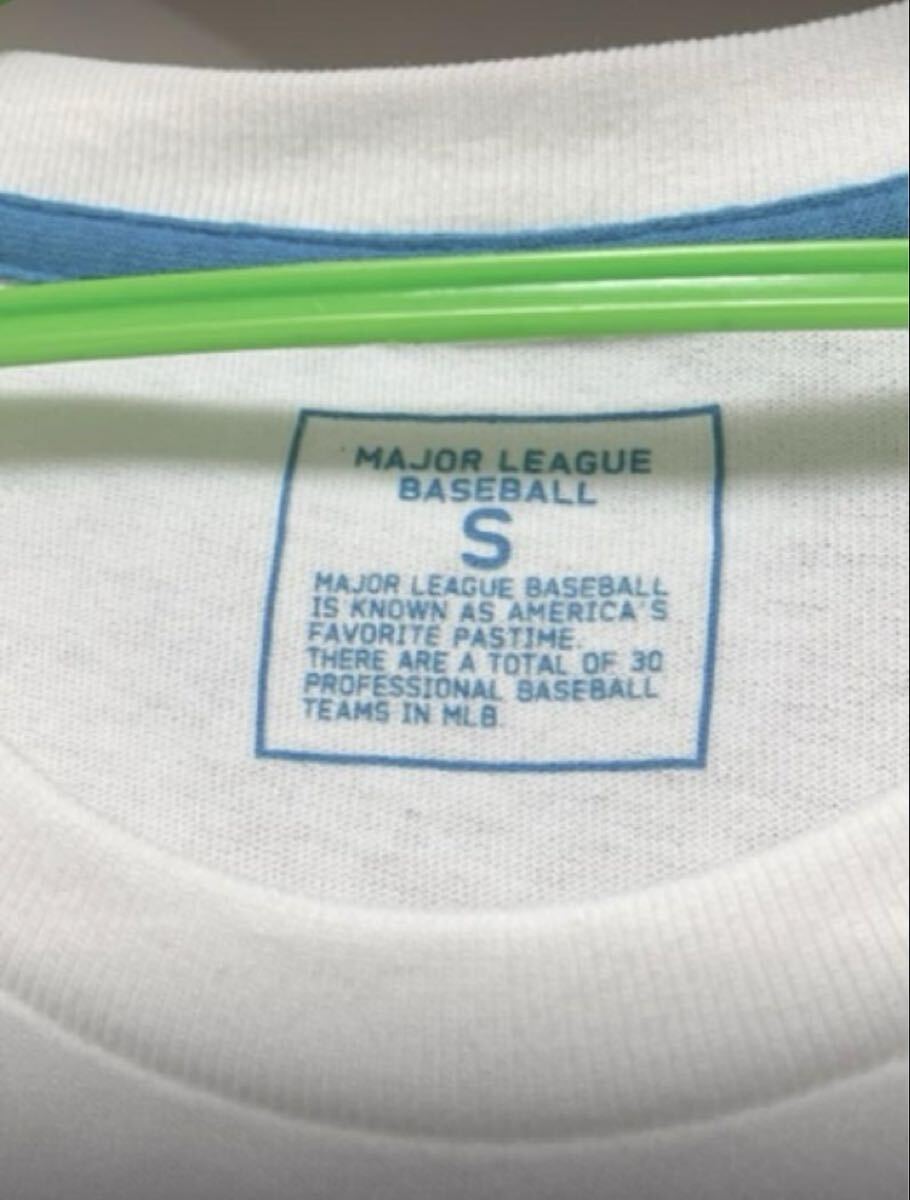 MAJOR LEAGUE
BASEBALL
S
MAJOR LEAGUE BASEBALL
IS KNOWN AS AMERICA'S
FAVORITE PASTIME.
THERE ARE A TOTAL OF 30
PROFESSIONAL BASEBALL
TEAMS IN MLB.